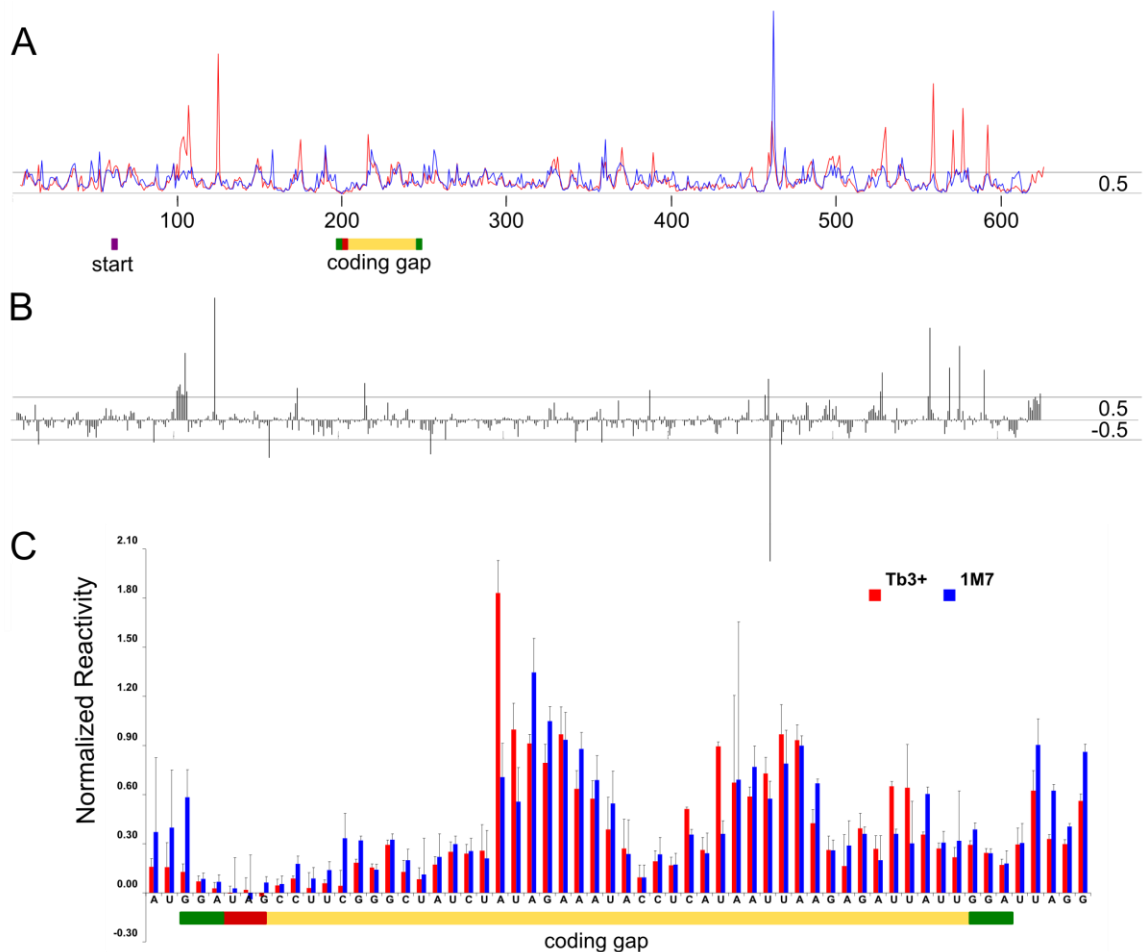 A
0.5
100 200 300 400 500 600
start
coding gap
B
0.5
-0.5
C
Normalized Reactivity
2.10
1.80
1.50
1.20
0.90
0.60
0.30
0.00
-0.30
Tb3+ 1M7
A U G G A U A G C C U U C G G G C U A U C U A U A G A A A U A C C U C A U A A U U A A G A G A U U A U U G G A U U A G G
coding gap